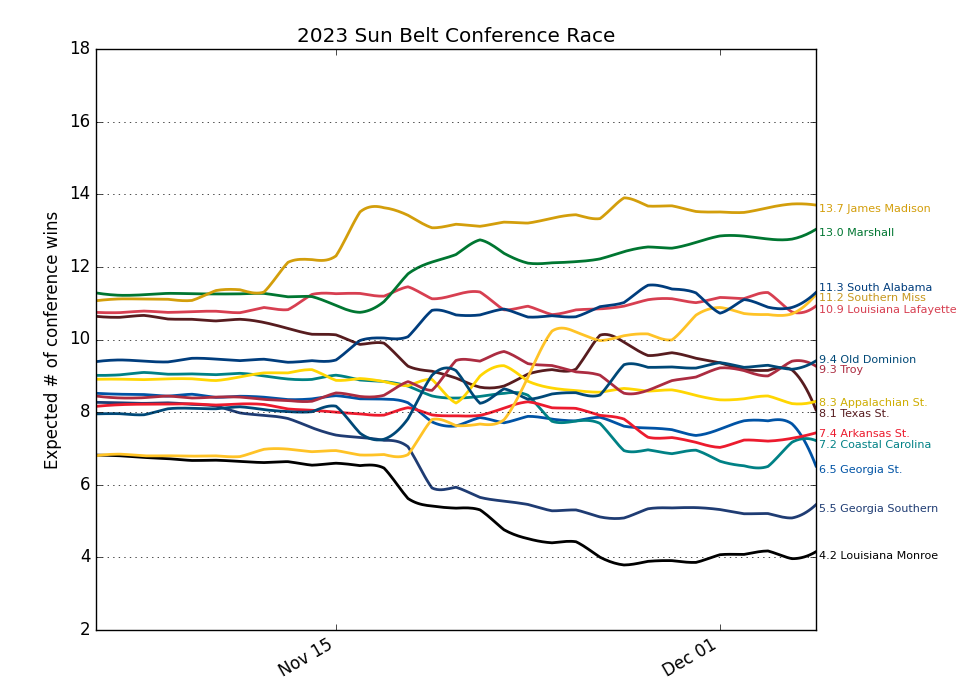 2023 Sun Belt Conference Race
Expected # of conference wins
18
16
14
12
10
8
6
4
2
Nov 15
Dec 01
13.7 James Madison
13.0 Marshall
11.3 South Alabama
11.2 Southern Miss
10.9 Louisiana Lafayette
9.4 Old Dominion
9.3 Troy
8.3 Appalachian St.
8.1 Texas St.
7.4 Arkansas St.
7.2 Coastal Carolina
6.5 Georgia St.
5.5 Georgia Southern
4.2 Louisiana Monroe